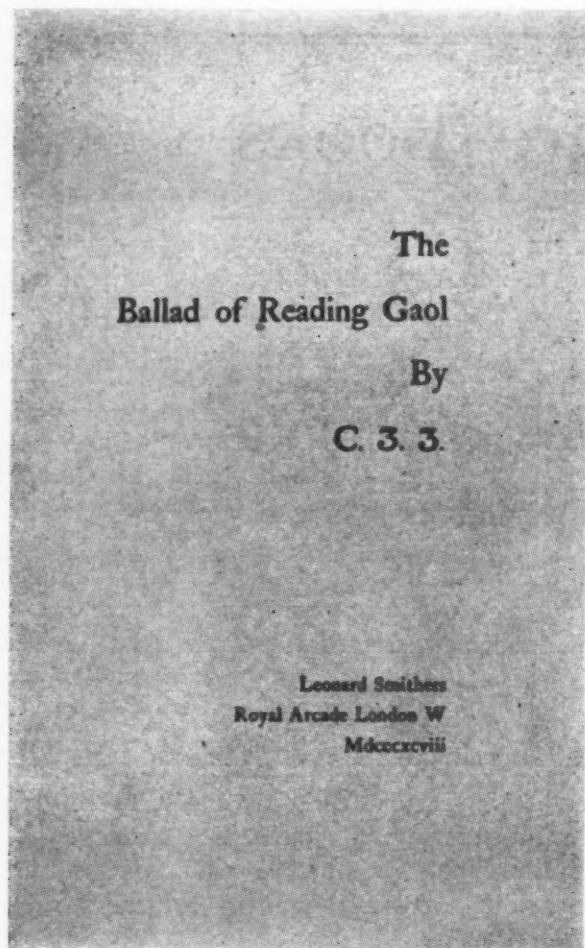 The
Ballad of Reading Gaol
By
C. 3. 3.
Leonard Smithers
Royal Arcade London W
Mdcccxcviii